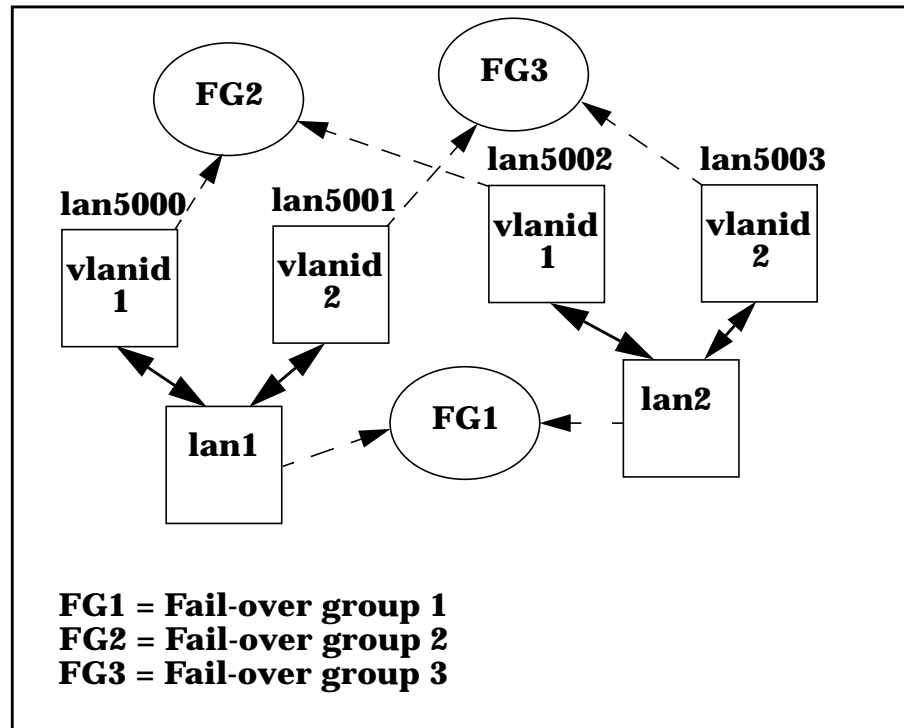 FG2
FG3
lan5000
lan5001
lan5002
lan5003
vlanid
1
vlanid
2
vlanid
1
vlanid
2
lan1
FG1
lan2
FG1 = Fail-over group 1
FG2 = Fail-over group 2
FG3 = Fail-over group 3